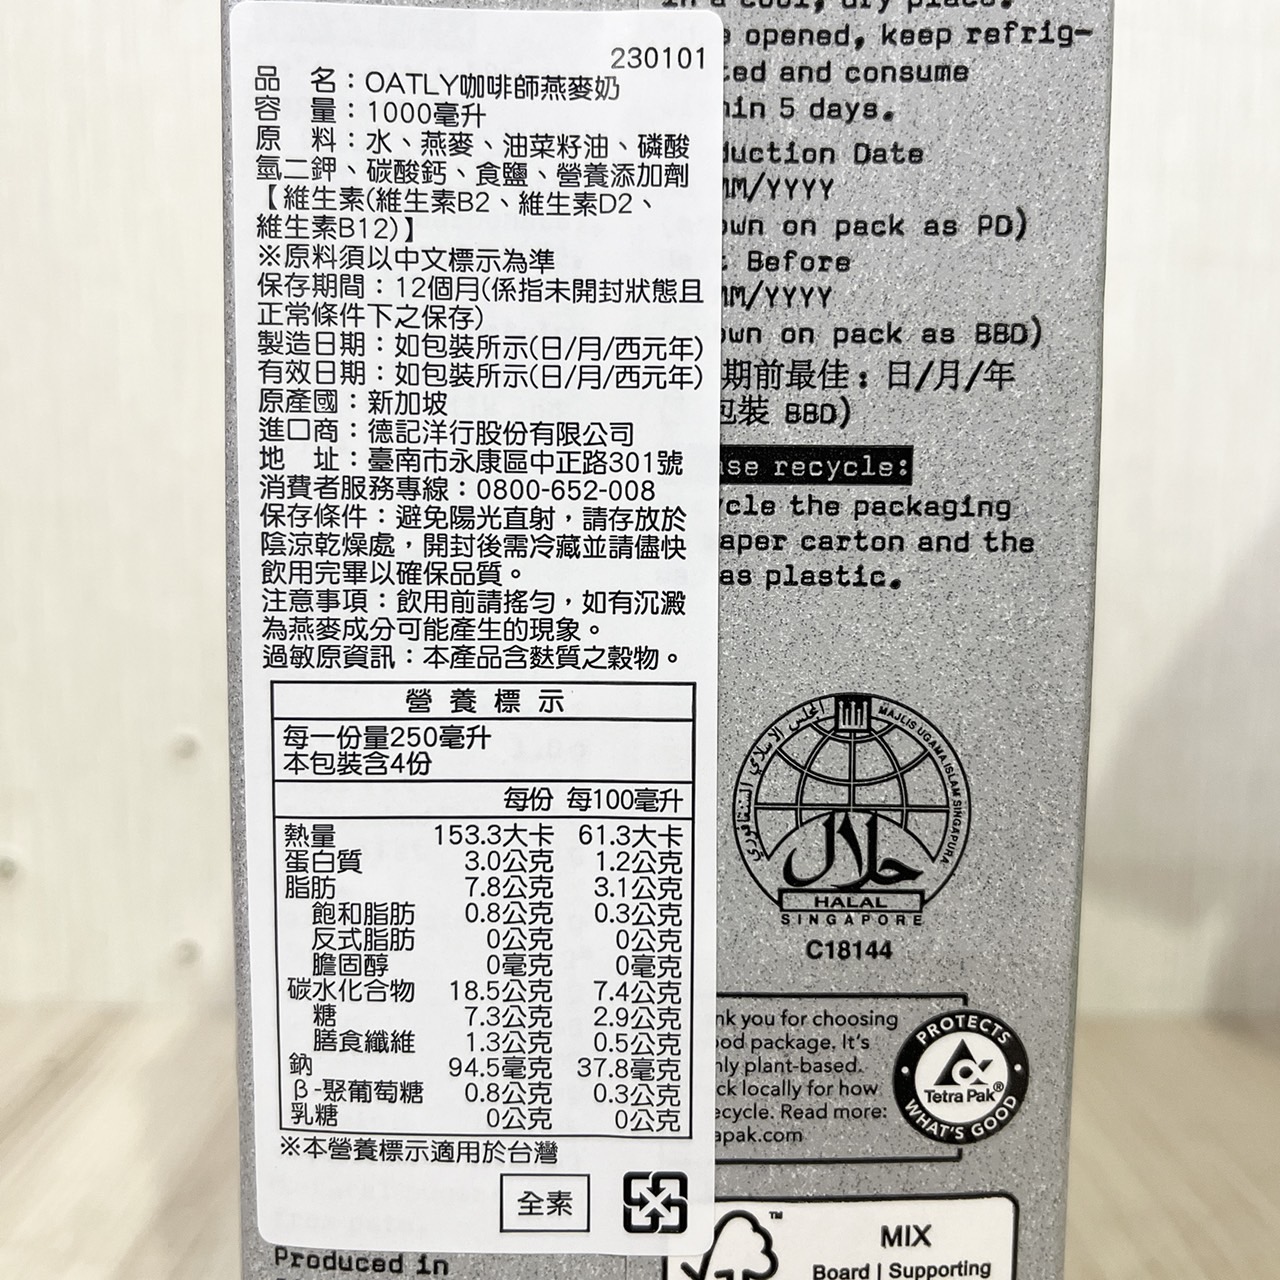 230101
品 名：OATLY咖啡師燕麥奶
容 量：1000毫升
原 料：水、燕麥、油菜籽油、磷酸
氫二鉀、碳酸鈣、食鹽、營養添加劑
【維生素(維生素B2、維生素D2、
維生素B12)】
※原料須以中文標示為準
保存期間：12個月(係指未開封狀態且
正常條件下之保存)
製造日期：如包裝所示(日/月/西元年)
有效日期：如包裝所示(日/月/西元年)
原產國：新加坡
進口商：德記洋行股份有限公司
地 址：臺南市永康區中正路301號
消費者服務專線：0800-652-008
保存條件：避免陽光直射，請存放於
陰涼乾燥處，開封後需冷藏並請儘快
飲用完畢以確保品質。
注意事項：飲用前請搖勻，如有沉澱
為燕麥成分可能產生的現象。
過敏原資訊：本產品含麩質之穀物。
營養標示
每一份量250毫升
本包裝含4份
每份 每100毫升
熱量 153.3大卡 61.3大卡
蛋白質 3.0公克 1.2公克
脂肪 7.8公克 3.1公克
飽和脂肪 0.8公克 0.3公克
反式脂肪 0公克 0公克
膽固醇 0毫克 0毫克
碳水化合物 18.5公克 7.4公克
糖 7.3公克 2.9公克
膳食纖維 1.3公克 0.5公克
鈉 94.5毫克 37.8毫克
β-聚葡萄糖 0.8公克 0.3公克
乳糖 0公克 0公克
※本營養標示適用於台灣
全素
Produced in
in a cool, dry place.
opened, keep refrig-
and consume
5 days.
Date
/YYYY
on pack as PD)
Before
/YYYY
on pack as BBD)
期前最佳：日/月/年
包裝 BBD)
recycle:
the packaging
carton and the
as plastic.
المجلس الإسلامي السنغافوري
MAJLIS UGAMA ISLAM SINGAPURA
حلال
HALAL
SINGAPORE
C18144
you for choosing
package. It's
plant-based.
locally for how
Read more:
.com
PROTECTS
Tetra Pak®
WHAT'S GOOD
™
MIX
Board | Supporting